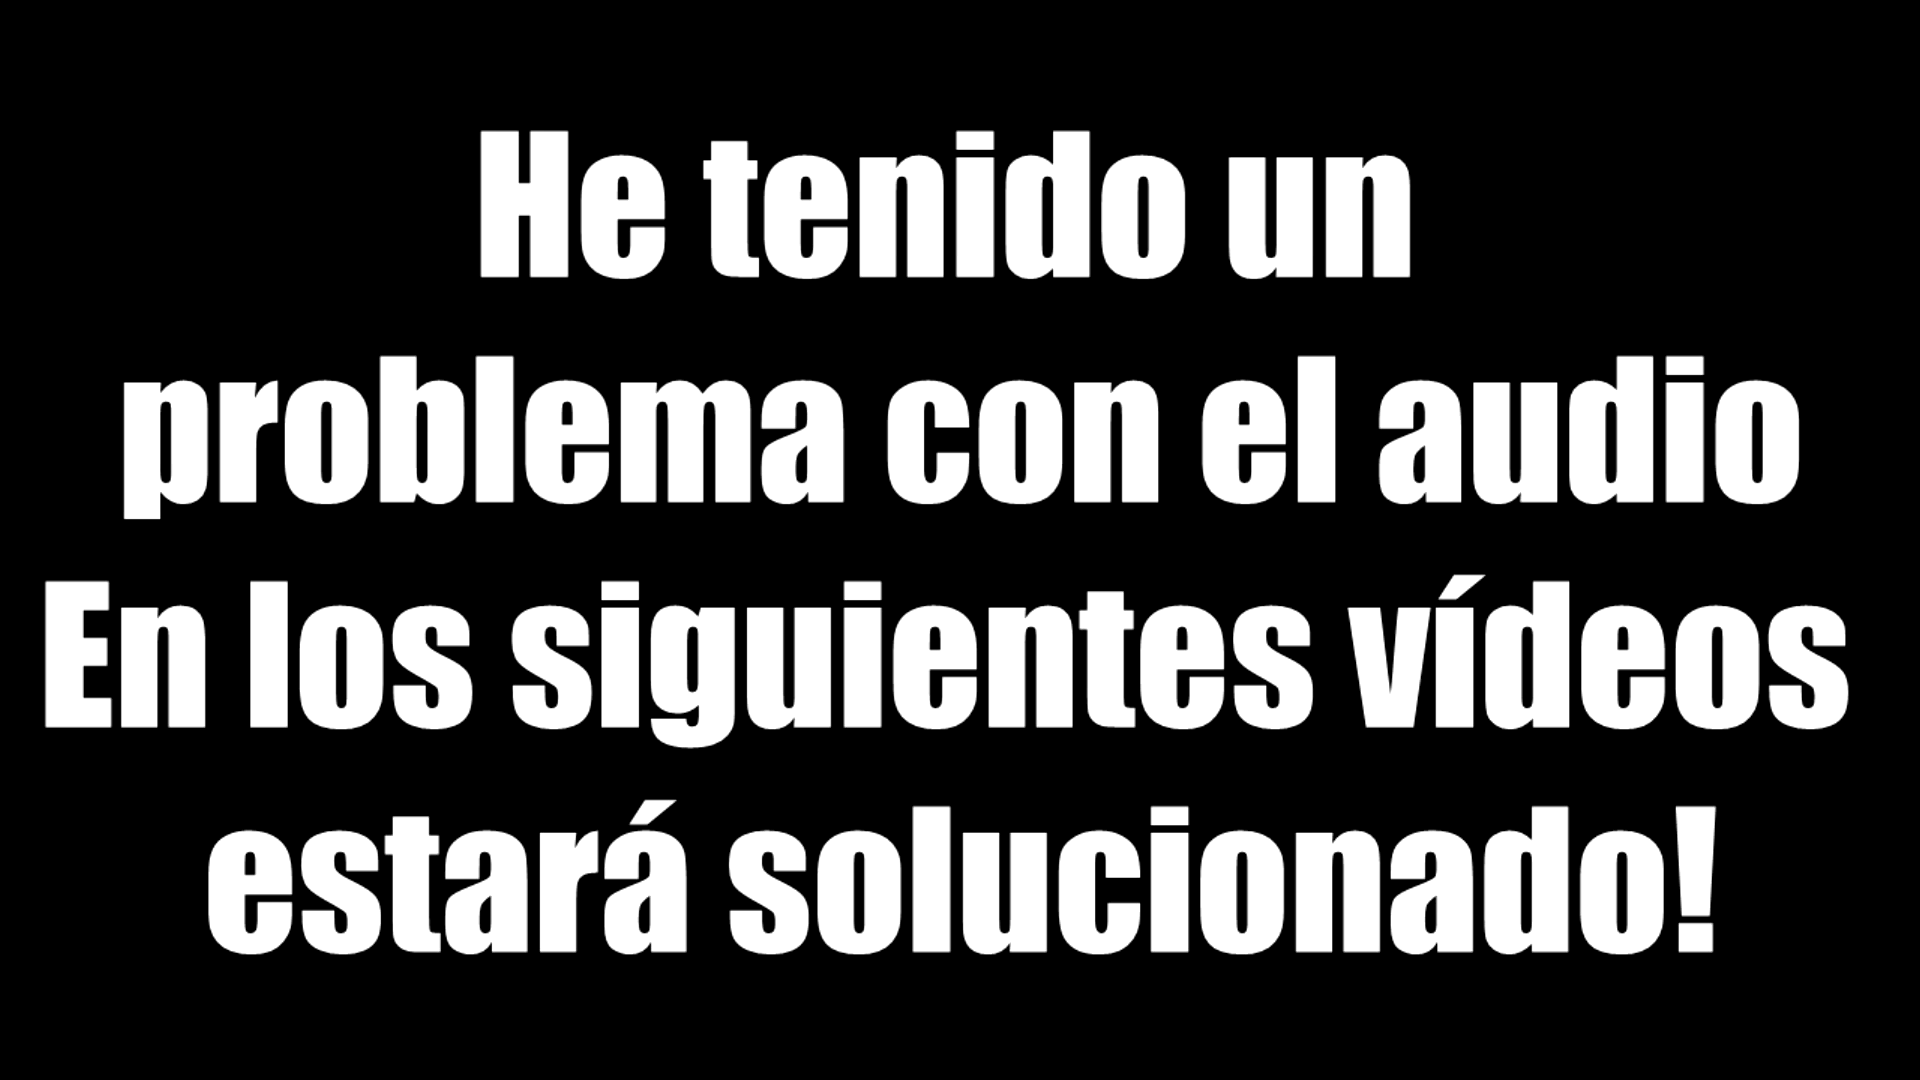 He tenido un
problema con el audio
En los siguientes vídeos
estará solucionado!